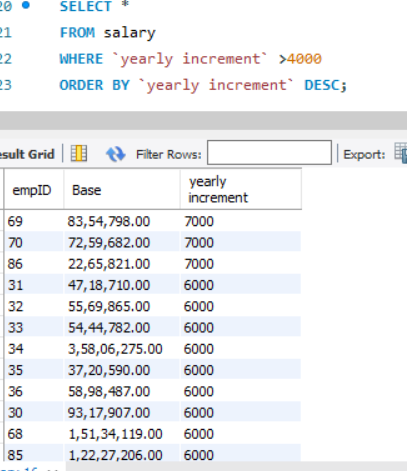 20 SELECT *
21 FROM salary
22 WHERE `yearly increment` >4000
23 ORDER BY `yearly increment` DESC;
esult Grid Filter Rows: Export:
empID Base yearly increment
69 83,54,798.00 7000
70 72,59,682.00 7000
86 22,65,821.00 7000
31 47,18,710.00 6000
32 55,69,865.00 6000
33 54,44,782.00 6000
34 3,58,06,275.00 6000
35 37,20,590.00 6000
36 58,98,487.00 6000
30 93,17,907.00 6000
68 1,51,34,119.00 6000
85 1,22,27,206.00 6000